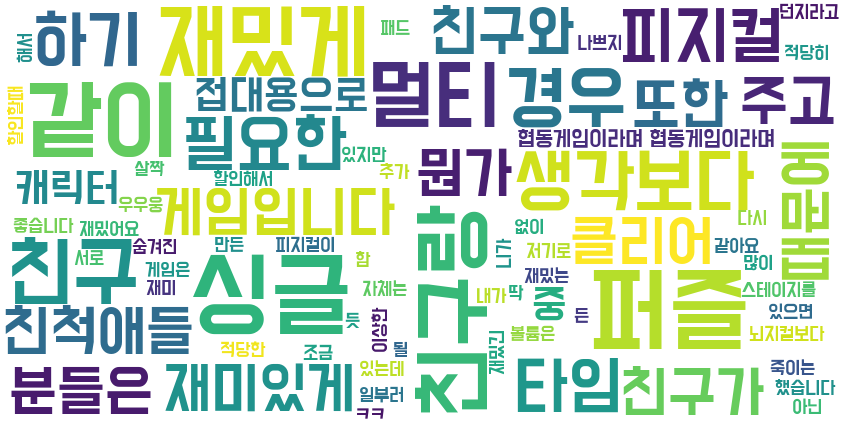 해서
하기
재밌게
패드
친구와
나쁘지
피지컬
던지라고
적당히
할인할때
같이
접대용으로
멀티
경우
또한
주고
필요한
있지만
협동게임이라며
협동게임이라며
살짝
캐릭터
할인해서
추가
뭔가
생각보다
때문에
우우웅
게임입니다
좋습니다
재밌어요
숨겨진
만든
피지컬이
친구랑
없이
니가
저기로
클리어
다시
같아요
많이
친구
서로
게임은
재미
싱글
함
자체는
내가
딱
재밌는
중
퍼즐
스테이지를
친척애들
적당한
조금
듯
이상한
될
재밌긴
볼륨은
든
있으면
뇌지컬보다
분들은
재미있게
있는데
일부러
ㅋㅋ
타임
친구가
죽이는
했습니다
아닌